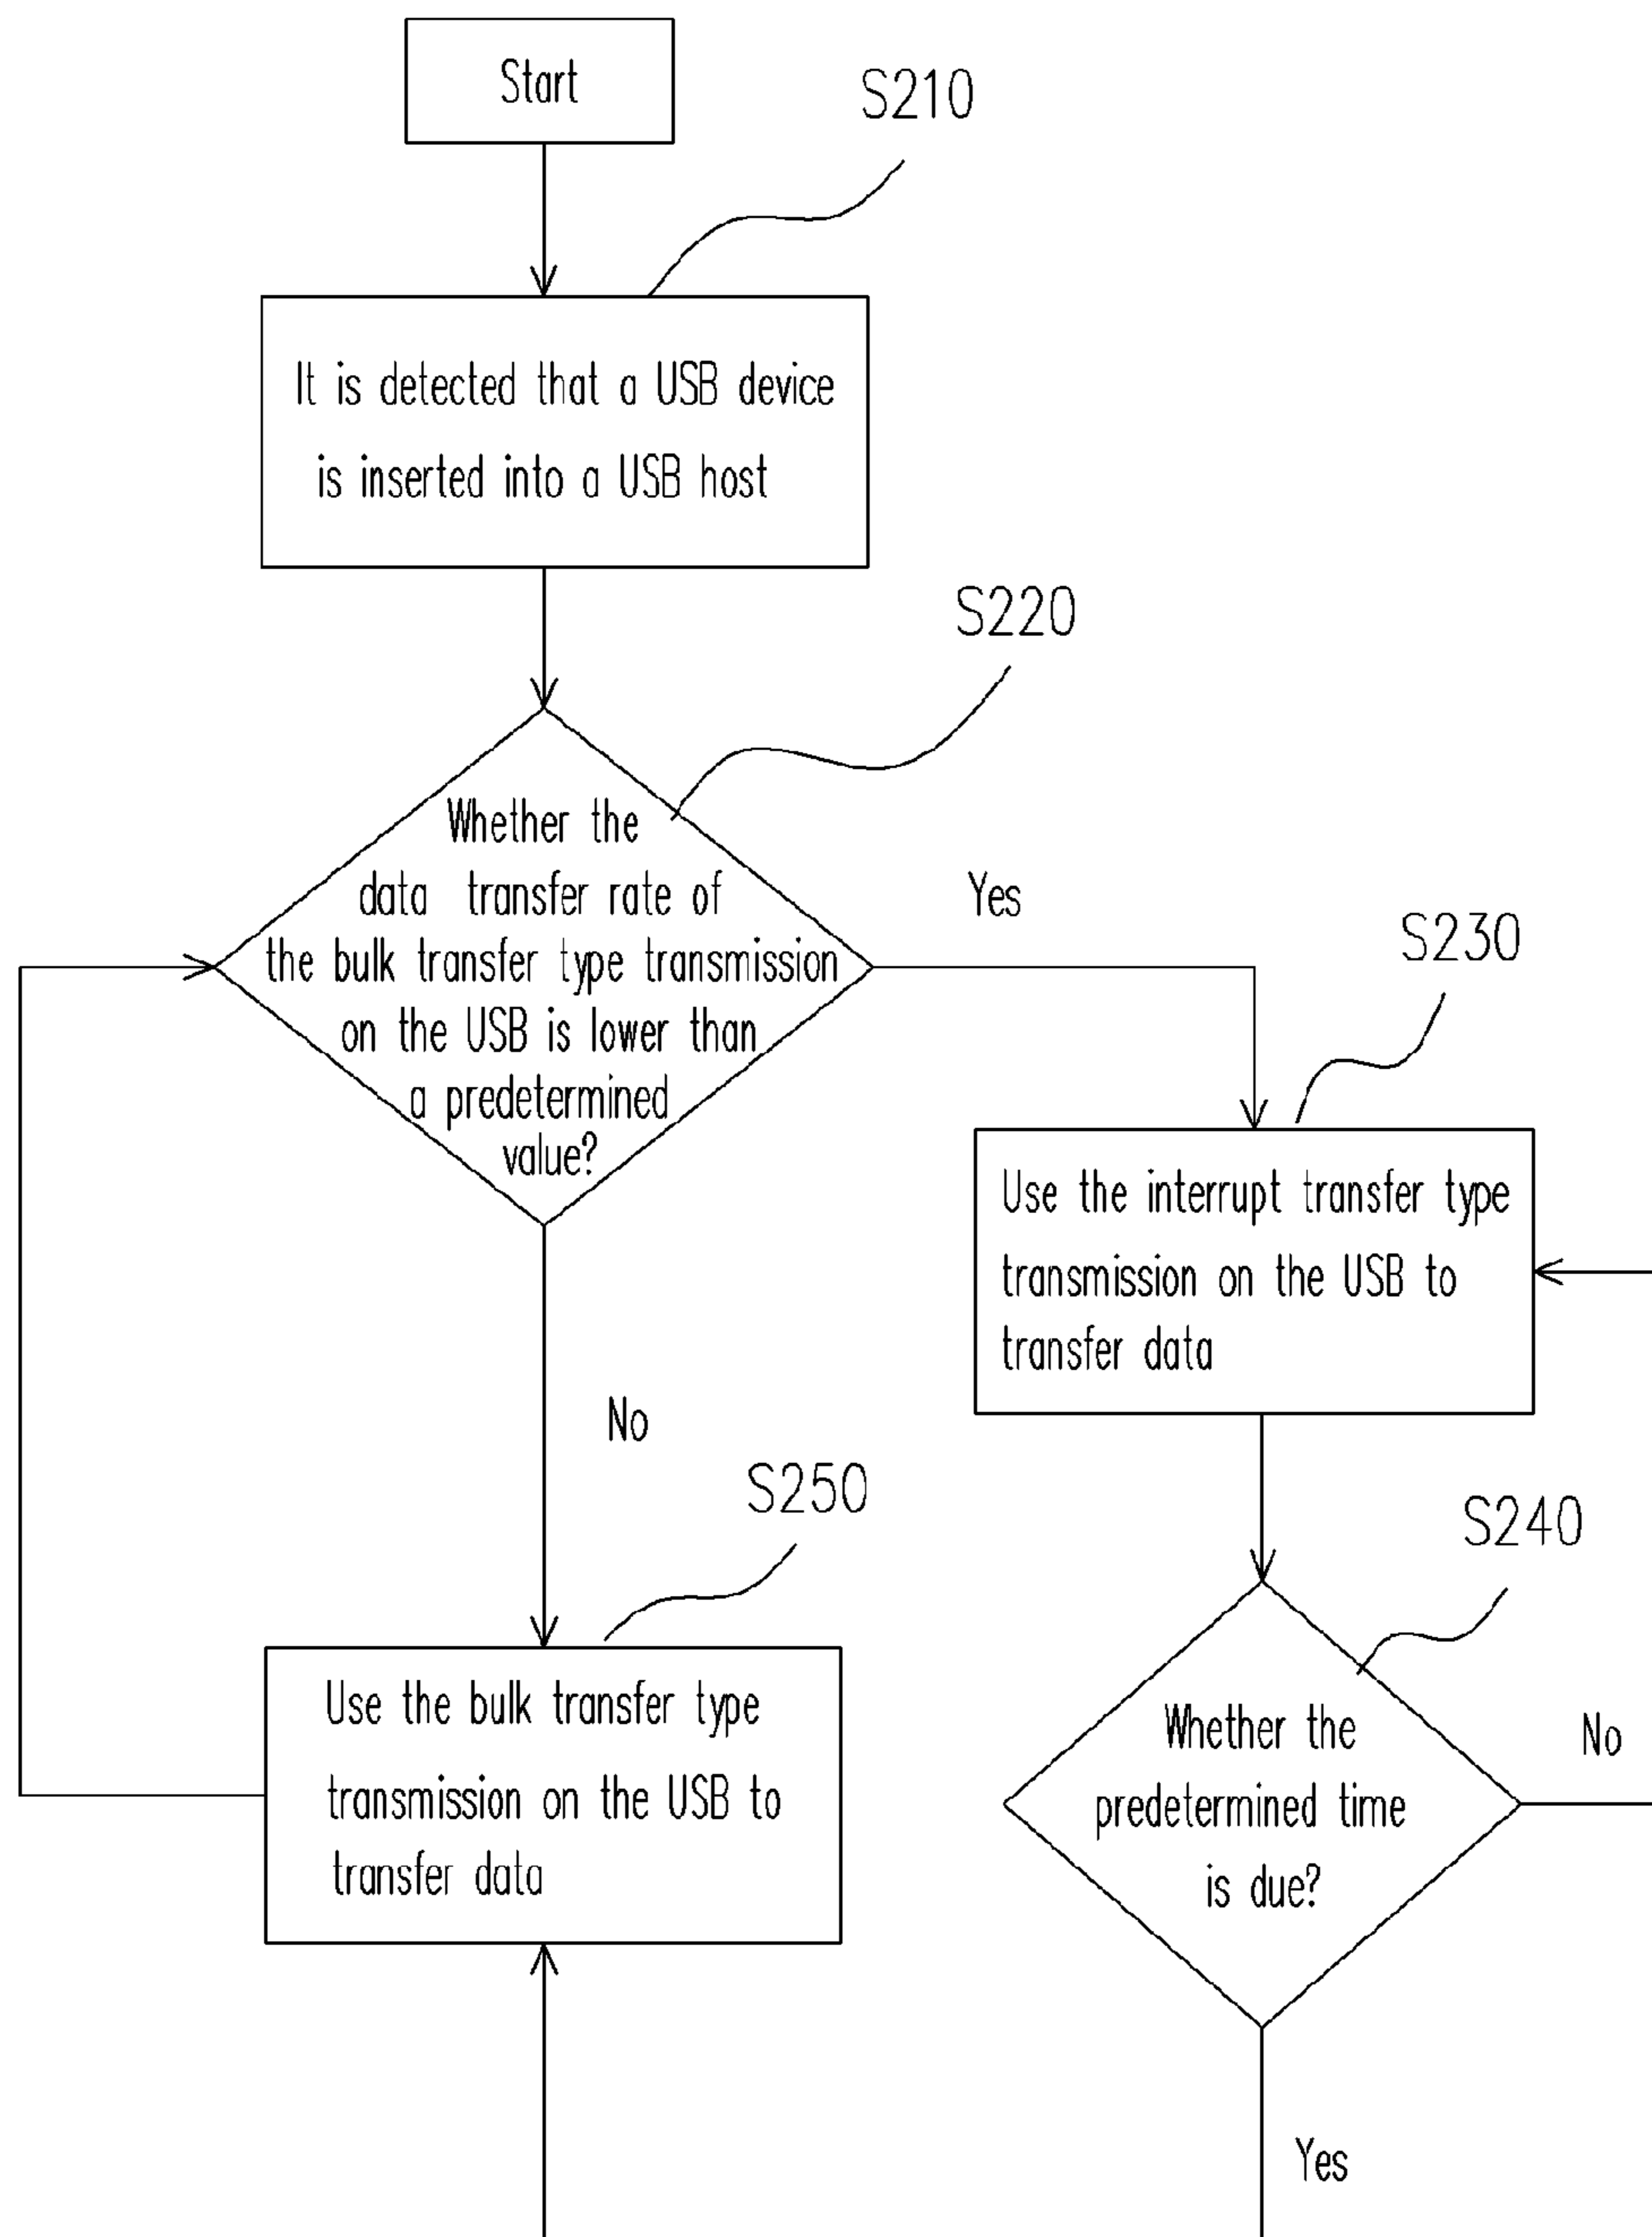 Start
S210
It is detected that a USB device
is inserted into a USB host
S220
Whether the
data transfer rate of
the bulk transfer type transmission
on the USB is lower than
a predetermined
value?
Yes
S230
Use the interrupt transfer type
transmission on the USB to
transfer data
No
S250
S240
Use the bulk transfer type
transmission on the USB to
transfer data
Whether the
predetermined time
is due?
No
Yes